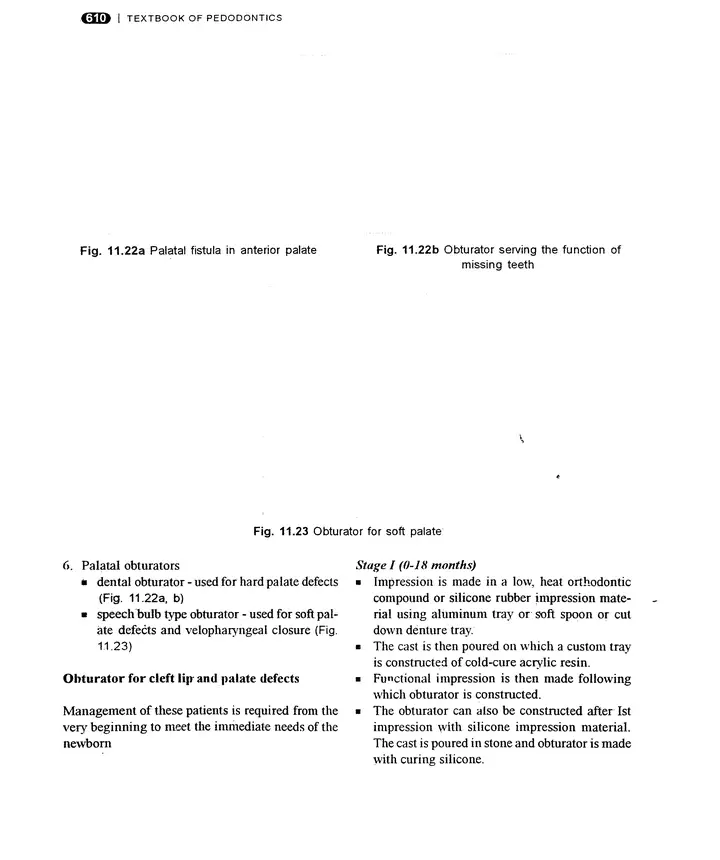 610 | TEXTBOOK OF PEDODONTICS
Fig. 11.22a Palatal fistula in anterior palate
Fig. 11.22b Obturator serving the function of
missing teeth
Fig. 11.23 Obturator for soft palate
6. Palatal obturators
■ dental obturator - used for hard palate defects
(Fig. 11.22a, b)
■ speech bulb type obturator - used for soft pal-
ate defects and velopharyngeal closure (Fig.
11.23)
Obturator for cleft lip and palate defects
Management of these patients is required from the
very beginning to meet the immediate needs of the
newborn
Stage I (0-18 months)
■ Impression is made in a low, heat orthodontic
compound or silicone rubber impression mate-
rial using aluminum tray or soft spoon or cut
down denture tray.
■ The cast is then poured on which a custom tray
is constructed of cold-cure acrylic resin.
■ Functional impression is then made following
which obturator is constructed.
■ The obturator can also be constructed after Ist
impression with silicone impression material.
The cast is poured in stone and obturator is made
with curing silicone.